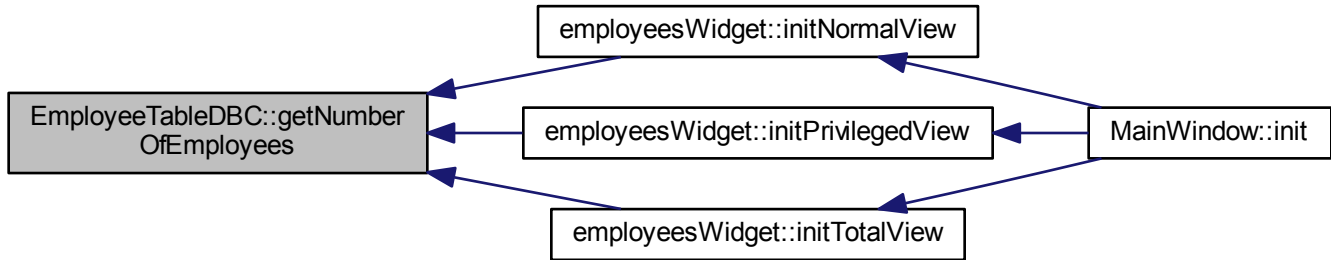 employeesWidget::initNormalView
EmployeeTableDBC::getNumber
OfEmployees
employeesWidget::initPrivilegedView
MainWindow::init
employeesWidget::initTotalView